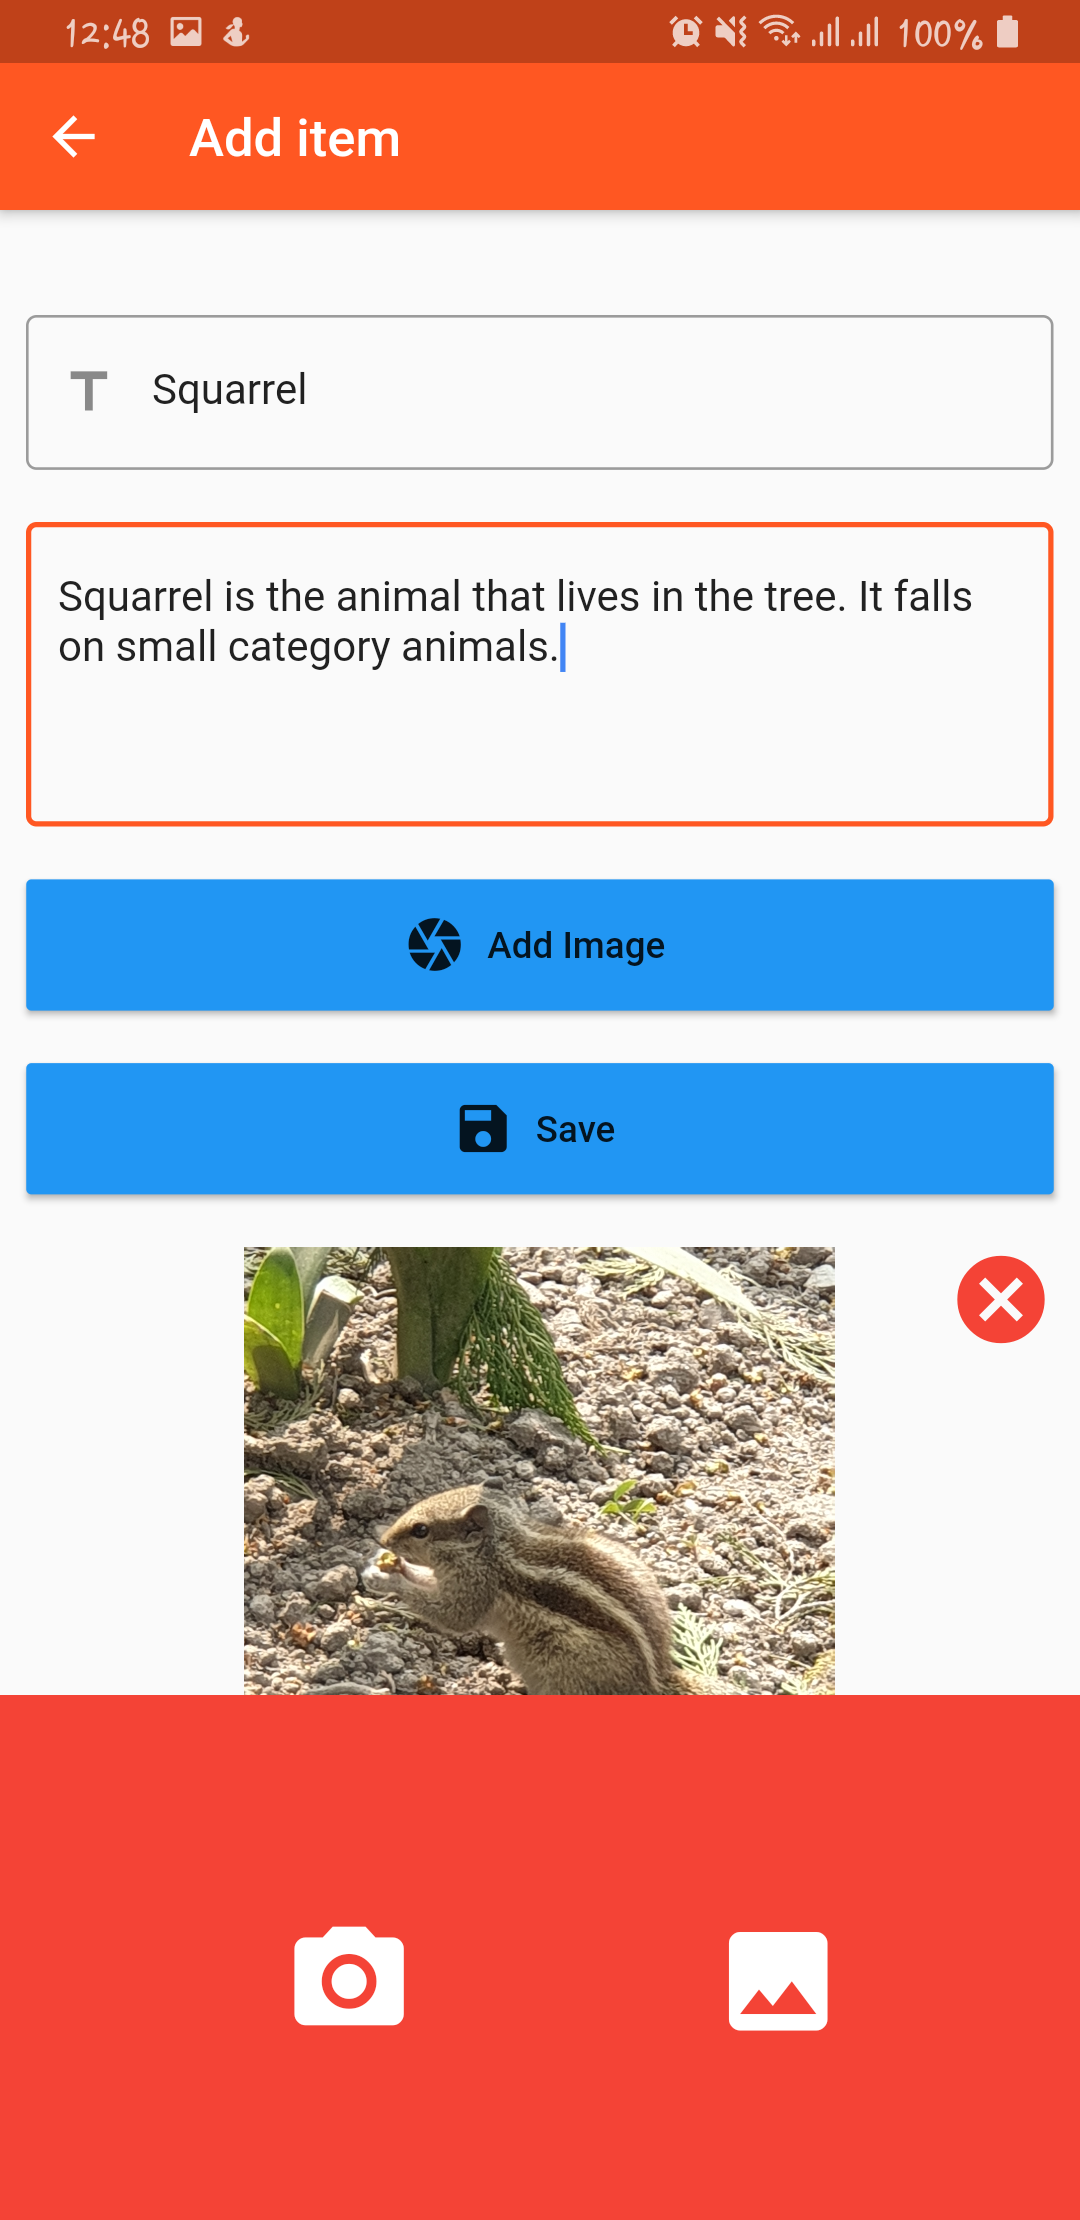 12:48 100%
Add item
Squarrel
Squarrel is the animal that lives in the tree. It falls
on small category animals.
Add Image
Save